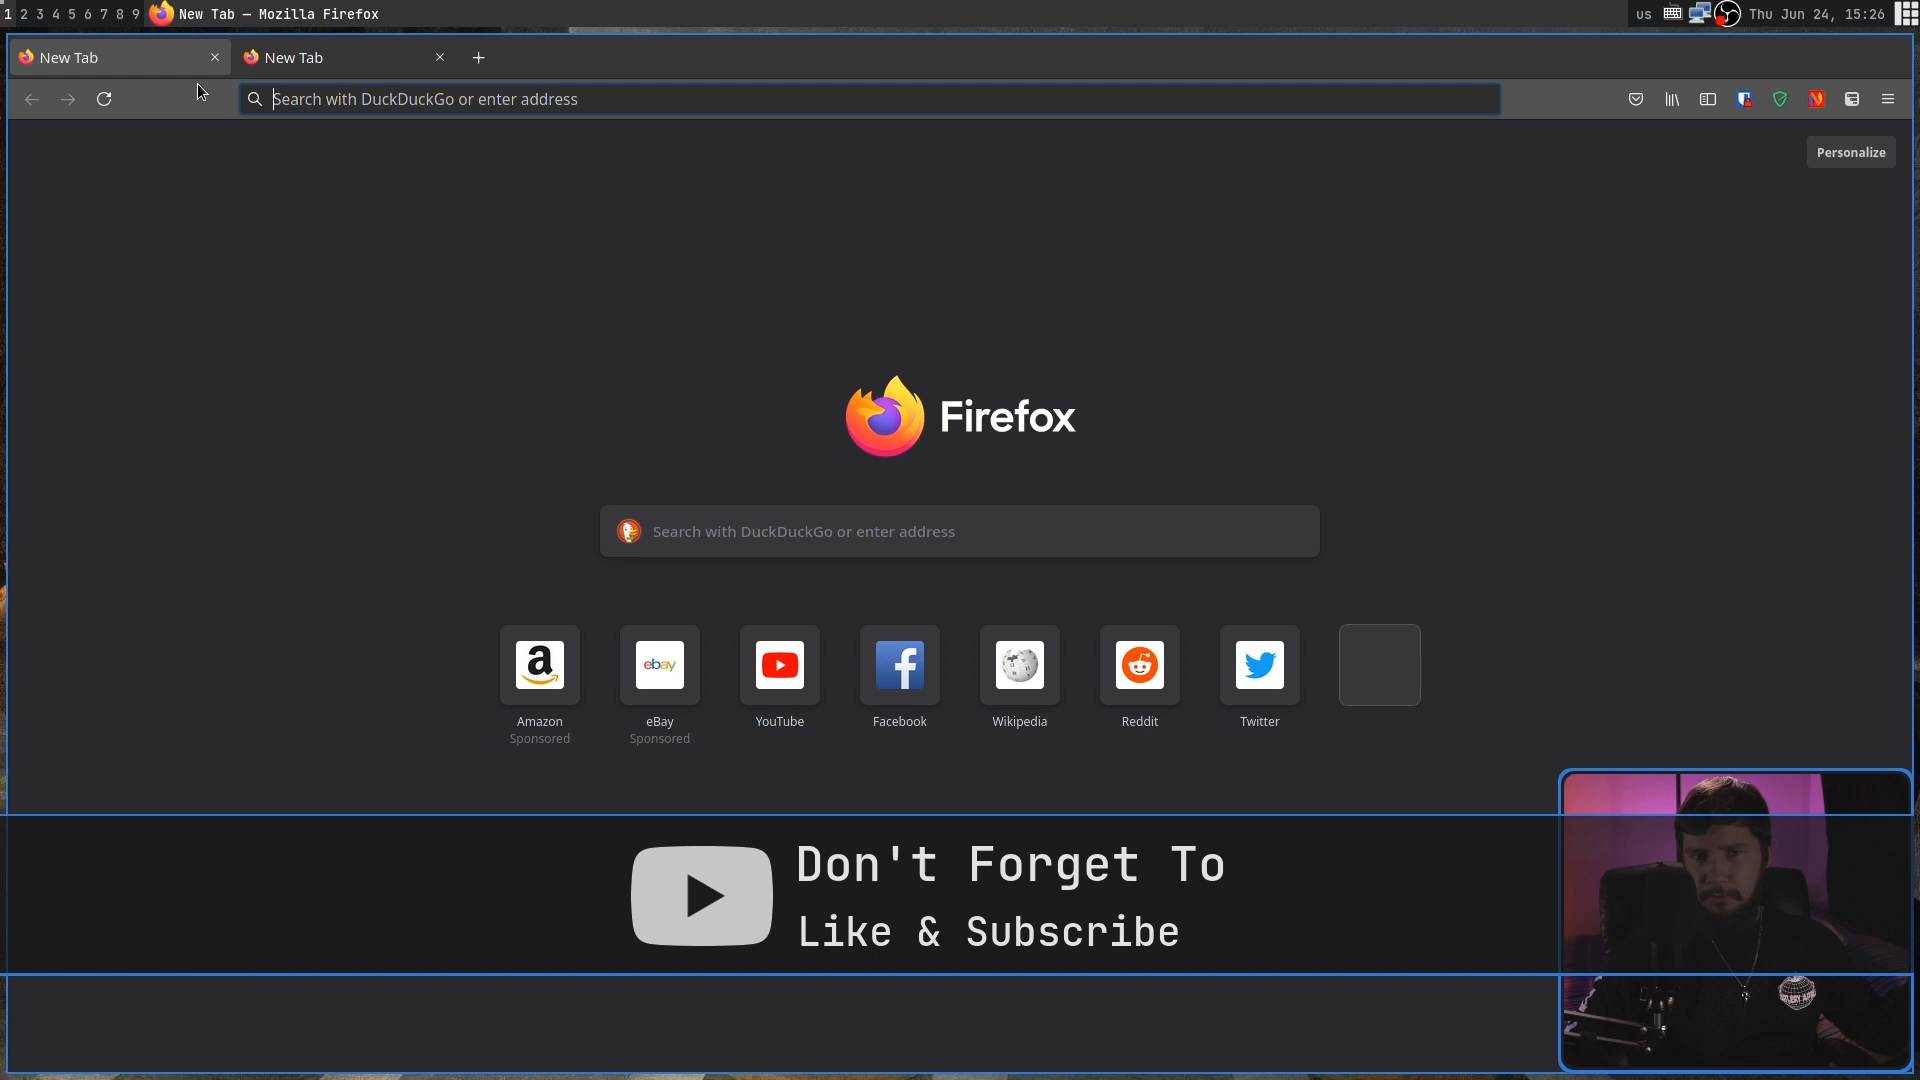 1 2 3 4 5 6 7 8 9 New Tab — Mozilla Firefox us Thu Jun 24, 15:26
New Tab New Tab
Search with DuckDuckGo or enter address
Personalize
Firefox
Search with DuckDuckGo or enter address
a ebay
Amazon eBay YouTube Facebook Wikipedia Reddit Twitter
Sponsored Sponsored
Don't Forget To
Like & Subscribe